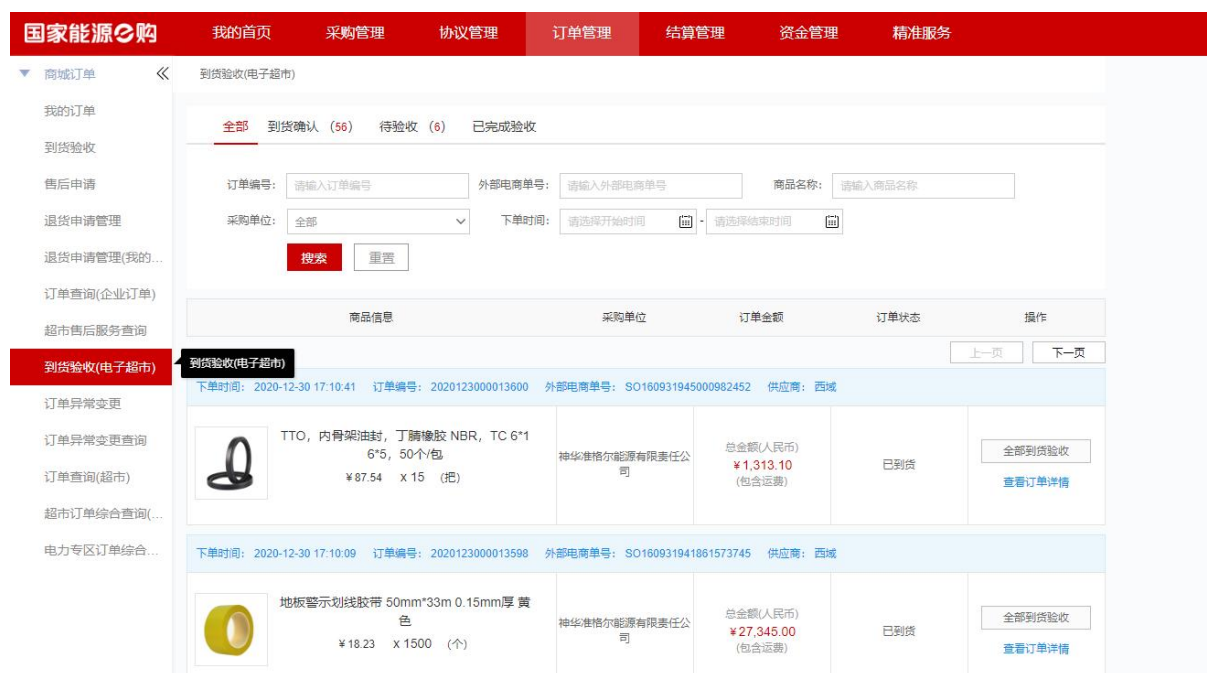 国家能源e购 我的首页 采购管理 协议管理 订单管理 结算管理 资金管理 精准服务
商城订单
我的订单
到货验收
售后申请
退货申请管理
退货申请管理(我的...
订单查询(企业订单)
超市售后服务查询
到货验收(电子超市)
订单异常变更
订单异常变更查询
订单查询(超市)
超市订单综合查询(...
电力专区订单综合...
到货验收(电子超市)
到货验收(电子超市)
全部 到货确认 (56) 待验收 (6) 已完成验收
订单编号: 请输入订单编号 外部电商单号: 请输入外部电商单号 商品名称: 请输入商品名称
采购单位: 全部 下单时间: 请选择开始时间 - 请选择结束时间
搜索 重置
商品信息 采购单位 订单金额 订单状态 操作
上一页 下一页
下单时间: 2020-12-30 17:10:41 订单编号: 2020123000013600 外部电商单号: SO160931945000982452 供应商: 西域
TTO, 内骨架油封, 丁腈橡胶 NBR, TC 6*1
6*5, 50个/包
¥87.54 x 15 (把)
神华准格尔能源有限责任公
司
总金额(人民币)
¥1,313.10
(包含运费)
已到货
全部到货验收
查看订单详情
下单时间: 2020-12-30 17:10:09 订单编号: 2020123000013598 外部电商单号: SO160931941861573745 供应商: 西域
地板警示划线胶带 50mm*33m 0.15mm厚 黄
色
¥18.23 x 1500 (个)
神华准格尔能源有限责任公
司
总金额(人民币)
¥27,345.00
(包含运费)
已到货
全部到货验收
查看订单详情